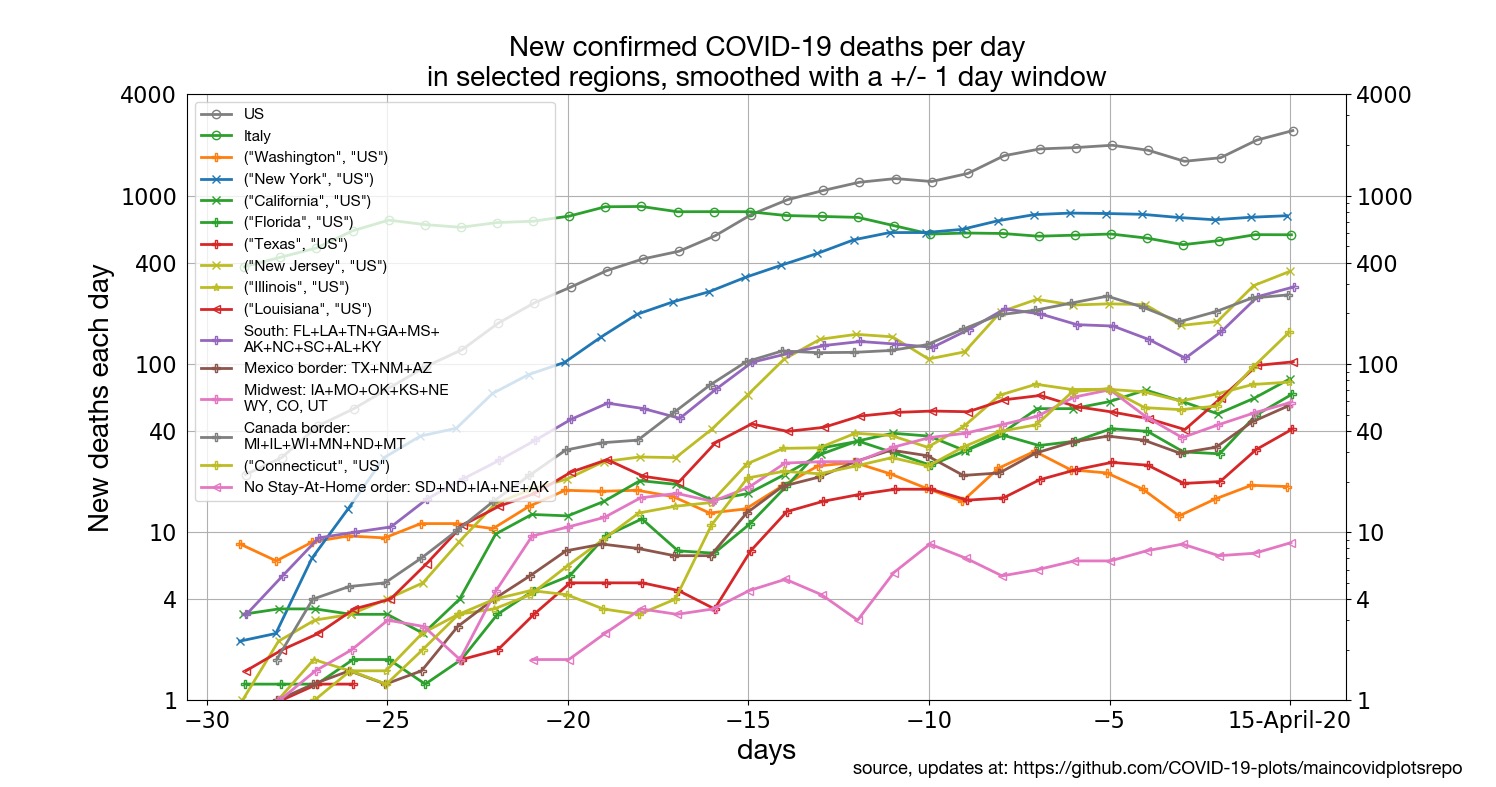 New confirmed COVID-19 deaths per day
in selected regions, smoothed with a +/- 1 day window
4000
1000
400
100
40
10
4
1
New deaths each day
US
Italy
("Washington", "US")
("New York", "US")
("California", "US")
("Florida", "US")
("Texas", "US")
("New Jersey", "US")
("Illinois", "US")
("Louisiana", "US")
South: FL+LA+TN+GA+MS+
AK+NC+SC+AL+KY
Mexico border: TX+NM+AZ
Midwest: IA+MO+OK+KS+NE
WY, CO, UT
Canada border:
MI+IL+WI+MN+ND+MT
("Connecticut", "US")
No Stay-At-Home order: SD+ND+IA+NE+AK
4000
1000
400
100
40
10
4
1
−30
−25
−20
−15
−10
−5
15-April-20
days
source, updates at: https://github.com/COVID-19-plots/maincovidplotsrepo